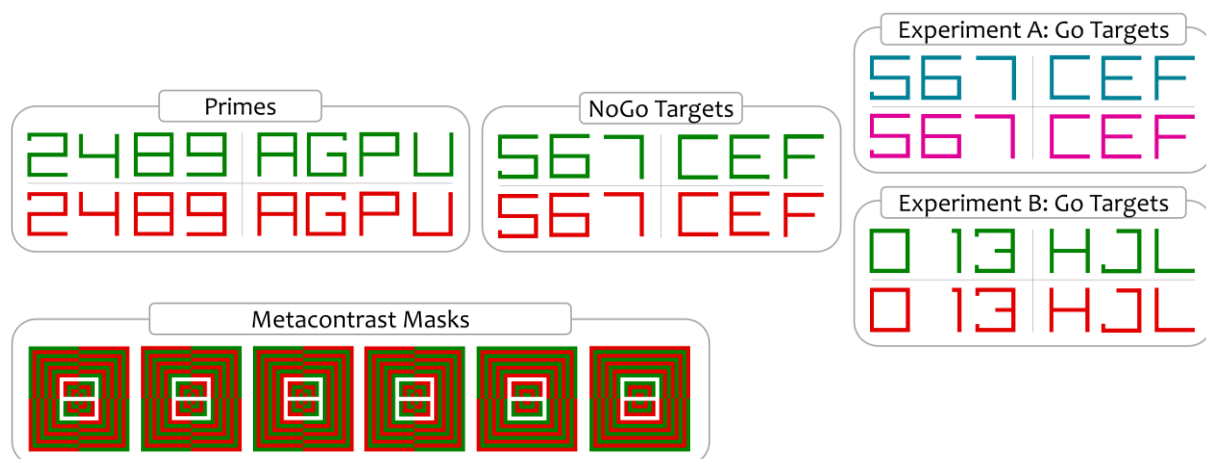 Primes
2489 AGPU
2489 AGPU
NoGo Targets
567 CEF
567 CEF
Experiment A: Go Targets
567 CEF
567 CEF
Experiment B: Go Targets
0 13 HJL
0 13 HJL
Metacontrast Masks